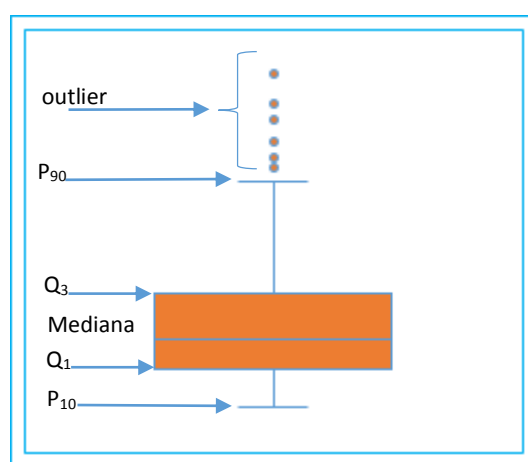 outlier
P₉₀
Q₃
Mediana
Q₁
P₁₀